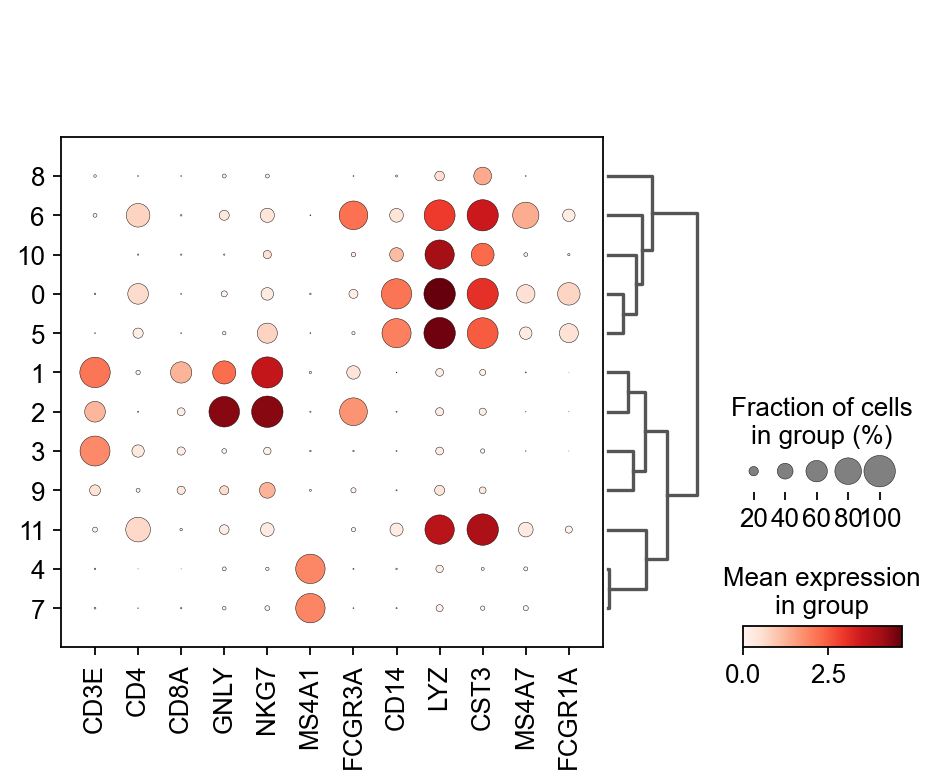 8
6
10
0
5
1
2
3
9
11
4
7
CD3E
CD4
CD8A
GNLY
NKG7
MS4A1
FCGR3A
CD14
LYZ
CST3
MS4A7
FCGR1A
Fraction of cells
in group (%)
20 40 60 80 100
Mean expression
in group
0.0 2.5